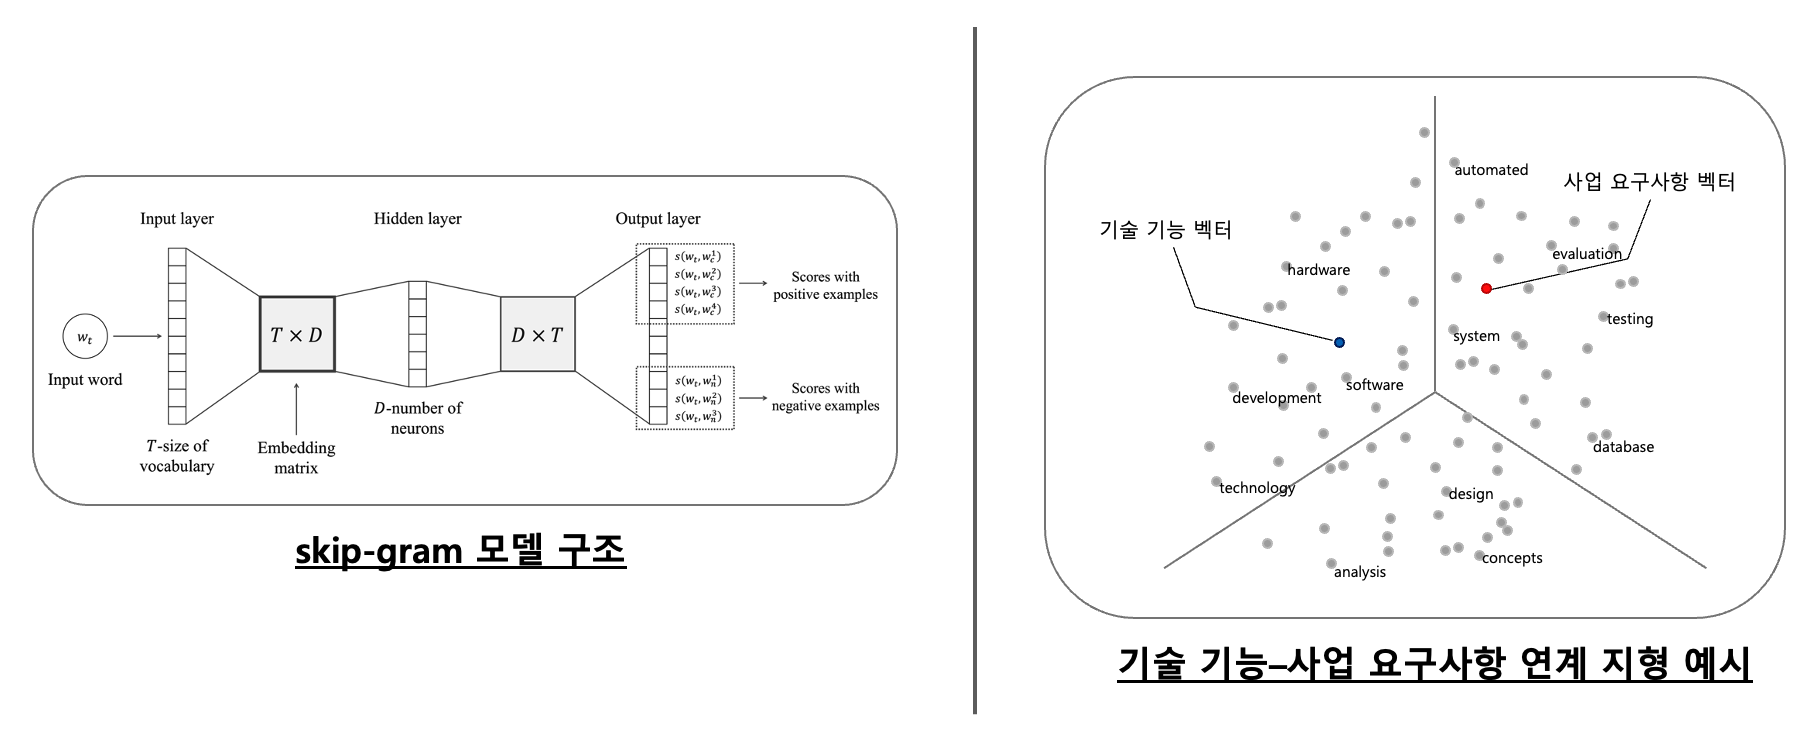 Input layer
Hidden layer
Output layer
w_t
Input word
T × D
D × T
s(w_t, w_c^1)
s(w_t, w_c^2)
s(w_t, w_c^3)
s(w_t, w_c^4)
Scores with
positive examples
s(w_t, w_n^1)
s(w_t, w_n^2)
s(w_t, w_n^3)
Scores with
negative examples
T-size of
vocabulary
Embedding
matrix
D-number of
neurons
skip-gram 모델 구조
automated
사업 요구사항 벡터
기술 기능 벡터
evaluation
hardware
testing
system
software
development
database
technology
design
concepts
analysis
기술 기능–사업 요구사항 연계 지형 예시